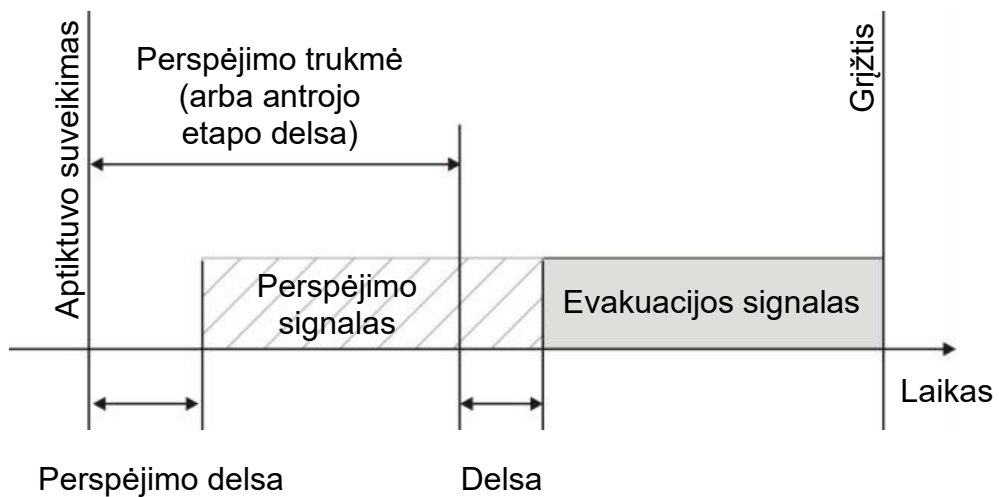 Aptiktuvo suveikimas
Perspėjimo trukmė
(arba antrojo
etapo delsa)
Grįžtis
Perspėjimo
signalas
Evakuacijos signalas
Laikas
Perspėjimo delsa
Delsa